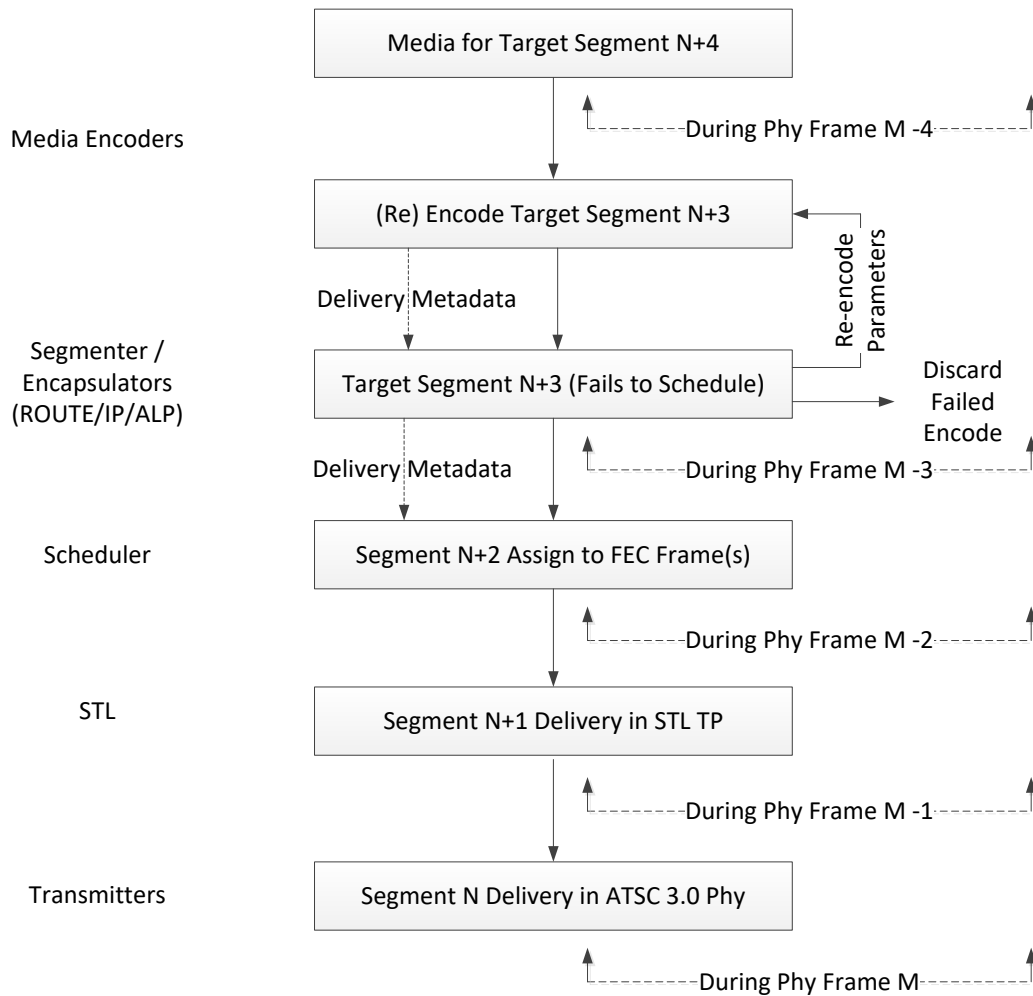 Media for Target Segment N+4
During Phy Frame M -4
Media Encoders
(Re) Encode Target Segment N+3
Re-encode
Parameters
Delivery Metadata
Segmenter /
Encapsulators
(ROUTE/IP/ALP)
Target Segment N+3 (Fails to Schedule)
Discard
Failed
Encode
Delivery Metadata
During Phy Frame M -3
Scheduler
Segment N+2 Assign to FEC Frame(s)
During Phy Frame M -2
STL
Segment N+1 Delivery in STL TP
During Phy Frame M -1
Transmitters
Segment N Delivery in ATSC 3.0 Phy
During Phy Frame M